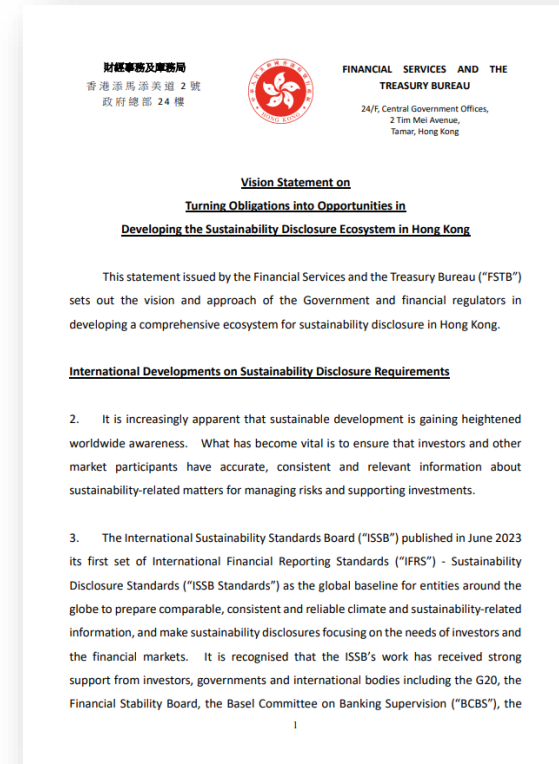 財經事務及庫務局
香港添馬添美道 2 號
政府總部 24 樓
HONG KONG
FINANCIAL SERVICES AND THE
TREASURY BUREAU
24/F, Central Government Offices,
2 Tim Mei Avenue,
Tamar, Hong Kong
Vision Statement on
Turning Obligations into Opportunities in
Developing the Sustainability Disclosure Ecosystem in Hong Kong
This statement issued by the Financial Services and the Treasury Bureau (“FSTB”)
sets out the vision and approach of the Government and financial regulators in
developing a comprehensive ecosystem for sustainability disclosure in Hong Kong.
International Developments on Sustainability Disclosure Requirements
2. It is increasingly apparent that sustainable development is gaining heightened
worldwide awareness. What has become vital is to ensure that investors and other
market participants have accurate, consistent and relevant information about
sustainability-related matters for managing risks and supporting investments.
3. The International Sustainability Standards Board (“ISSB”) published in June 2023
its first set of International Financial Reporting Standards (“IFRS”) - Sustainability
Disclosure Standards (“ISSB Standards”) as the global baseline for entities around the
globe to prepare comparable, consistent and reliable climate and sustainability-related
information, and make sustainability disclosures focusing on the needs of investors and
the financial markets. It is recognised that the ISSB’s work has received strong
support from investors, governments and international bodies including the G20, the
Financial Stability Board, the Basel Committee on Banking Supervision (“BCBS”), the
1